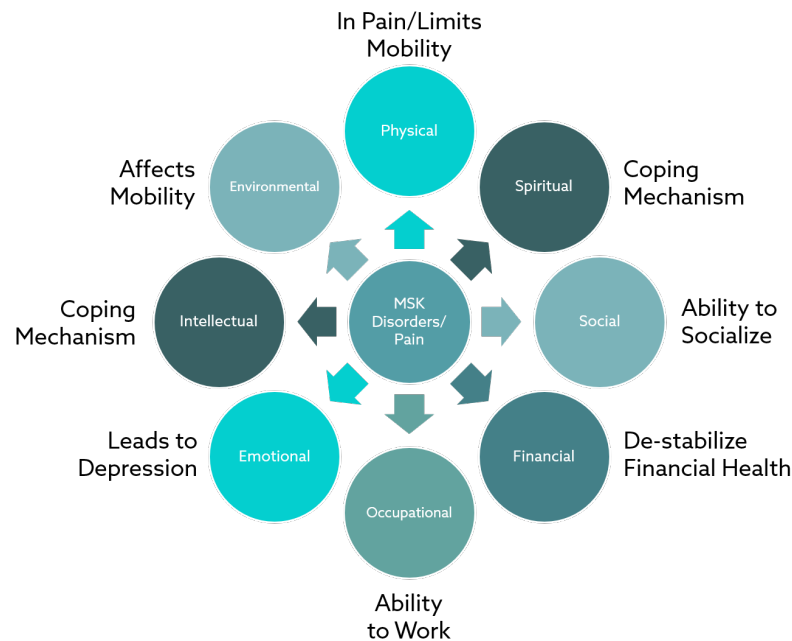 In Pain/Limits
Mobility
Physical
Spiritual
Coping
Mechanism
Social
Ability to
Socialize
Financial
De-stabilize
Financial Health
Occupational
Ability
to Work
Emotional
Leads to
Depression
Intellectual
Coping
Mechanism
Environmental
Affects
Mobility
MSK
Disorders/
Pain